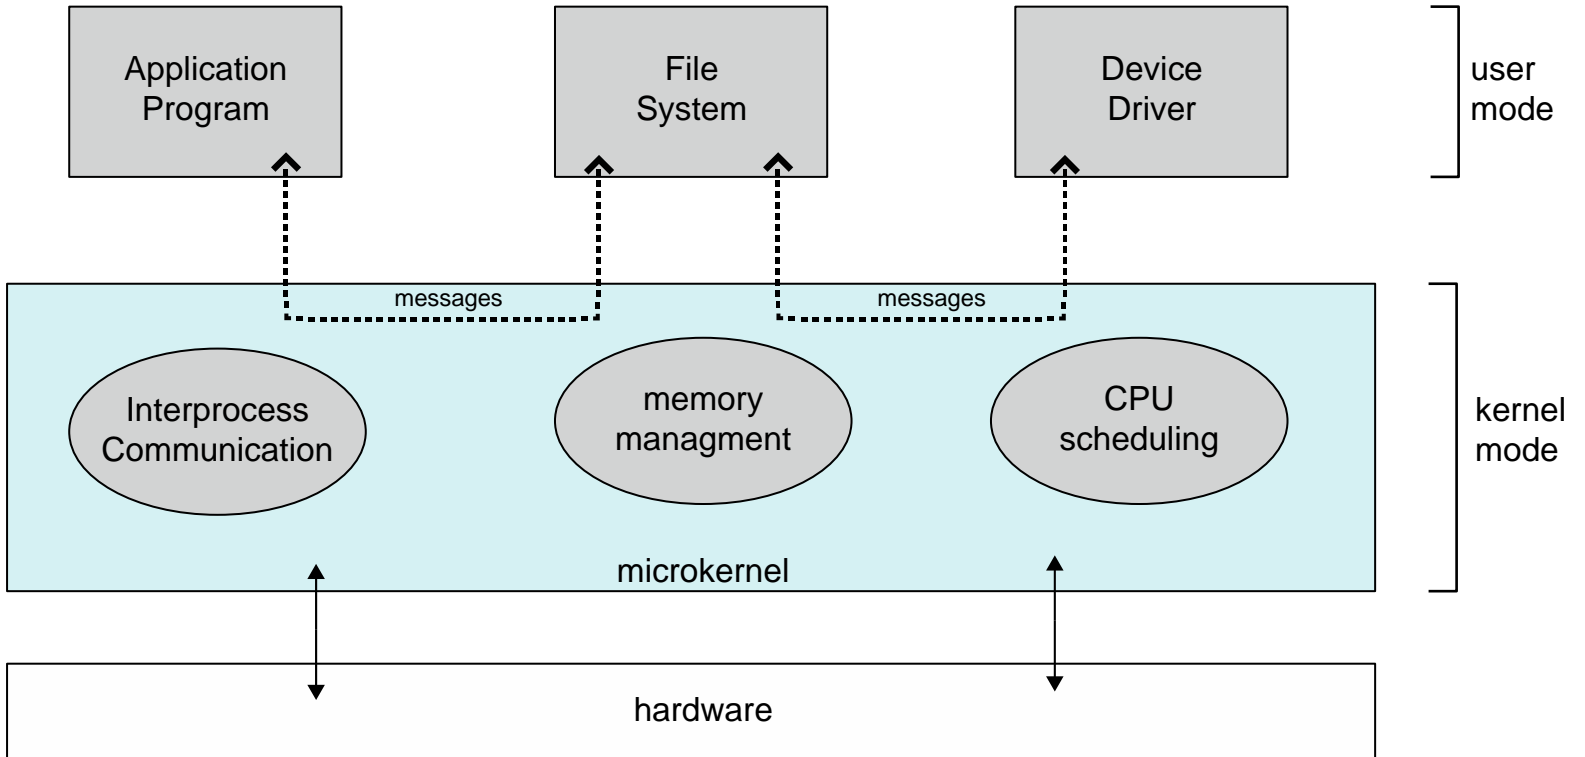 Application
Program
File
System
Device
Driver
user
mode
messages
messages
Interprocess
Communication
memory
managment
CPU
scheduling
kernel
mode
microkernel
hardware